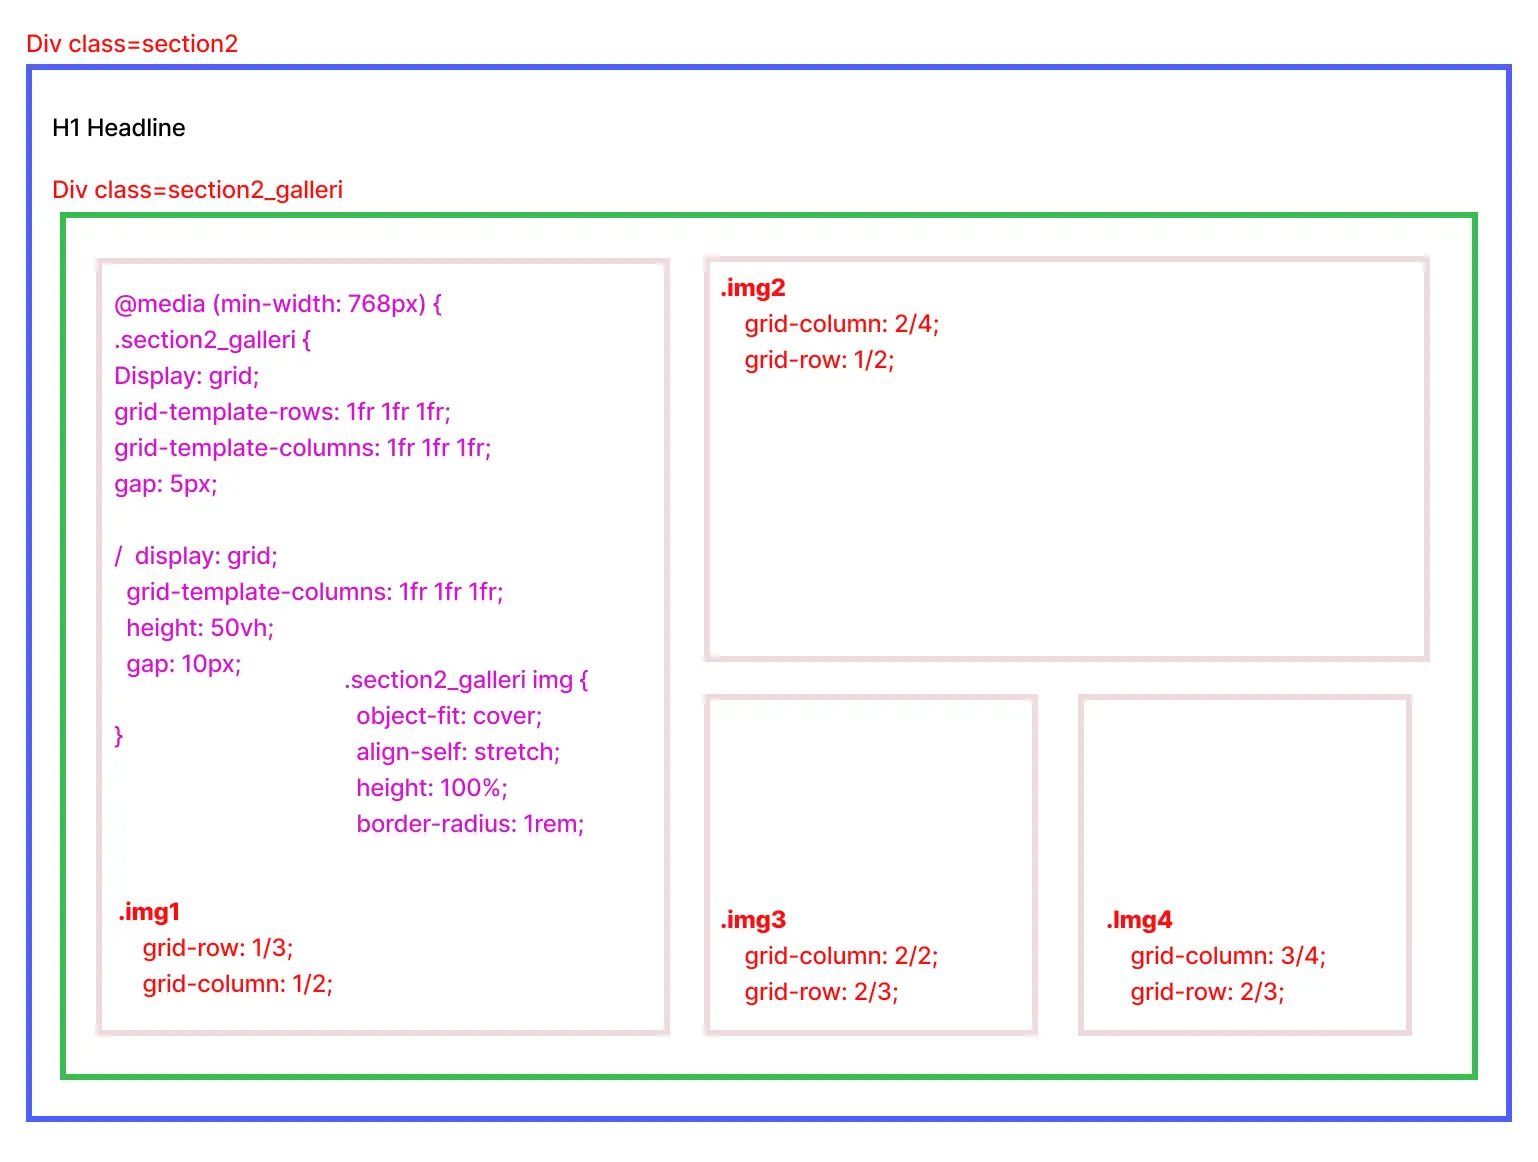 Div class=section2
H1 Headline
Div class=section2_galleri
@media (min-width: 768px) {
.section2_galleri {
Display: grid;
grid-template-rows: 1fr 1fr 1fr;
grid-template-columns: 1fr 1fr 1fr;
gap: 5px;
/ display: grid;
grid-template-columns: 1fr 1fr 1fr;
height: 50vh;
gap: 10px;
}
.section2_galleri img {
object-fit: cover;
align-self: stretch;
height: 100%;
border-radius: 1rem;
.img1
grid-row: 1/3;
grid-column: 1/2;
.img2
grid-column: 2/4;
grid-row: 1/2;
.img3
grid-column: 2/2;
grid-row: 2/3;
.Img4
grid-column: 3/4;
grid-row: 2/3;